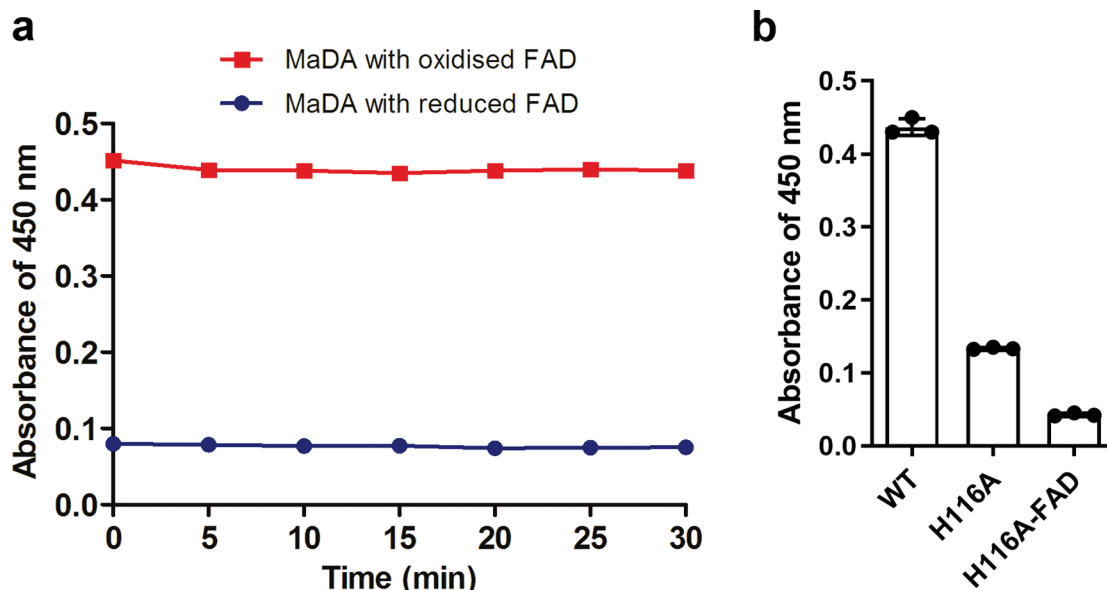 a
MaDA with oxidised FAD
MaDA with reduced FAD
Absorbance of 450 nm
0.5
0.4
0.3
0.2
0.1
0.0
0 5 10 15 20 25 30
Time (min)
b
Absorbance of 450 nm
0.5
0.4
0.3
0.2
0.1
0.0
WT
H116A
H116A-FAD